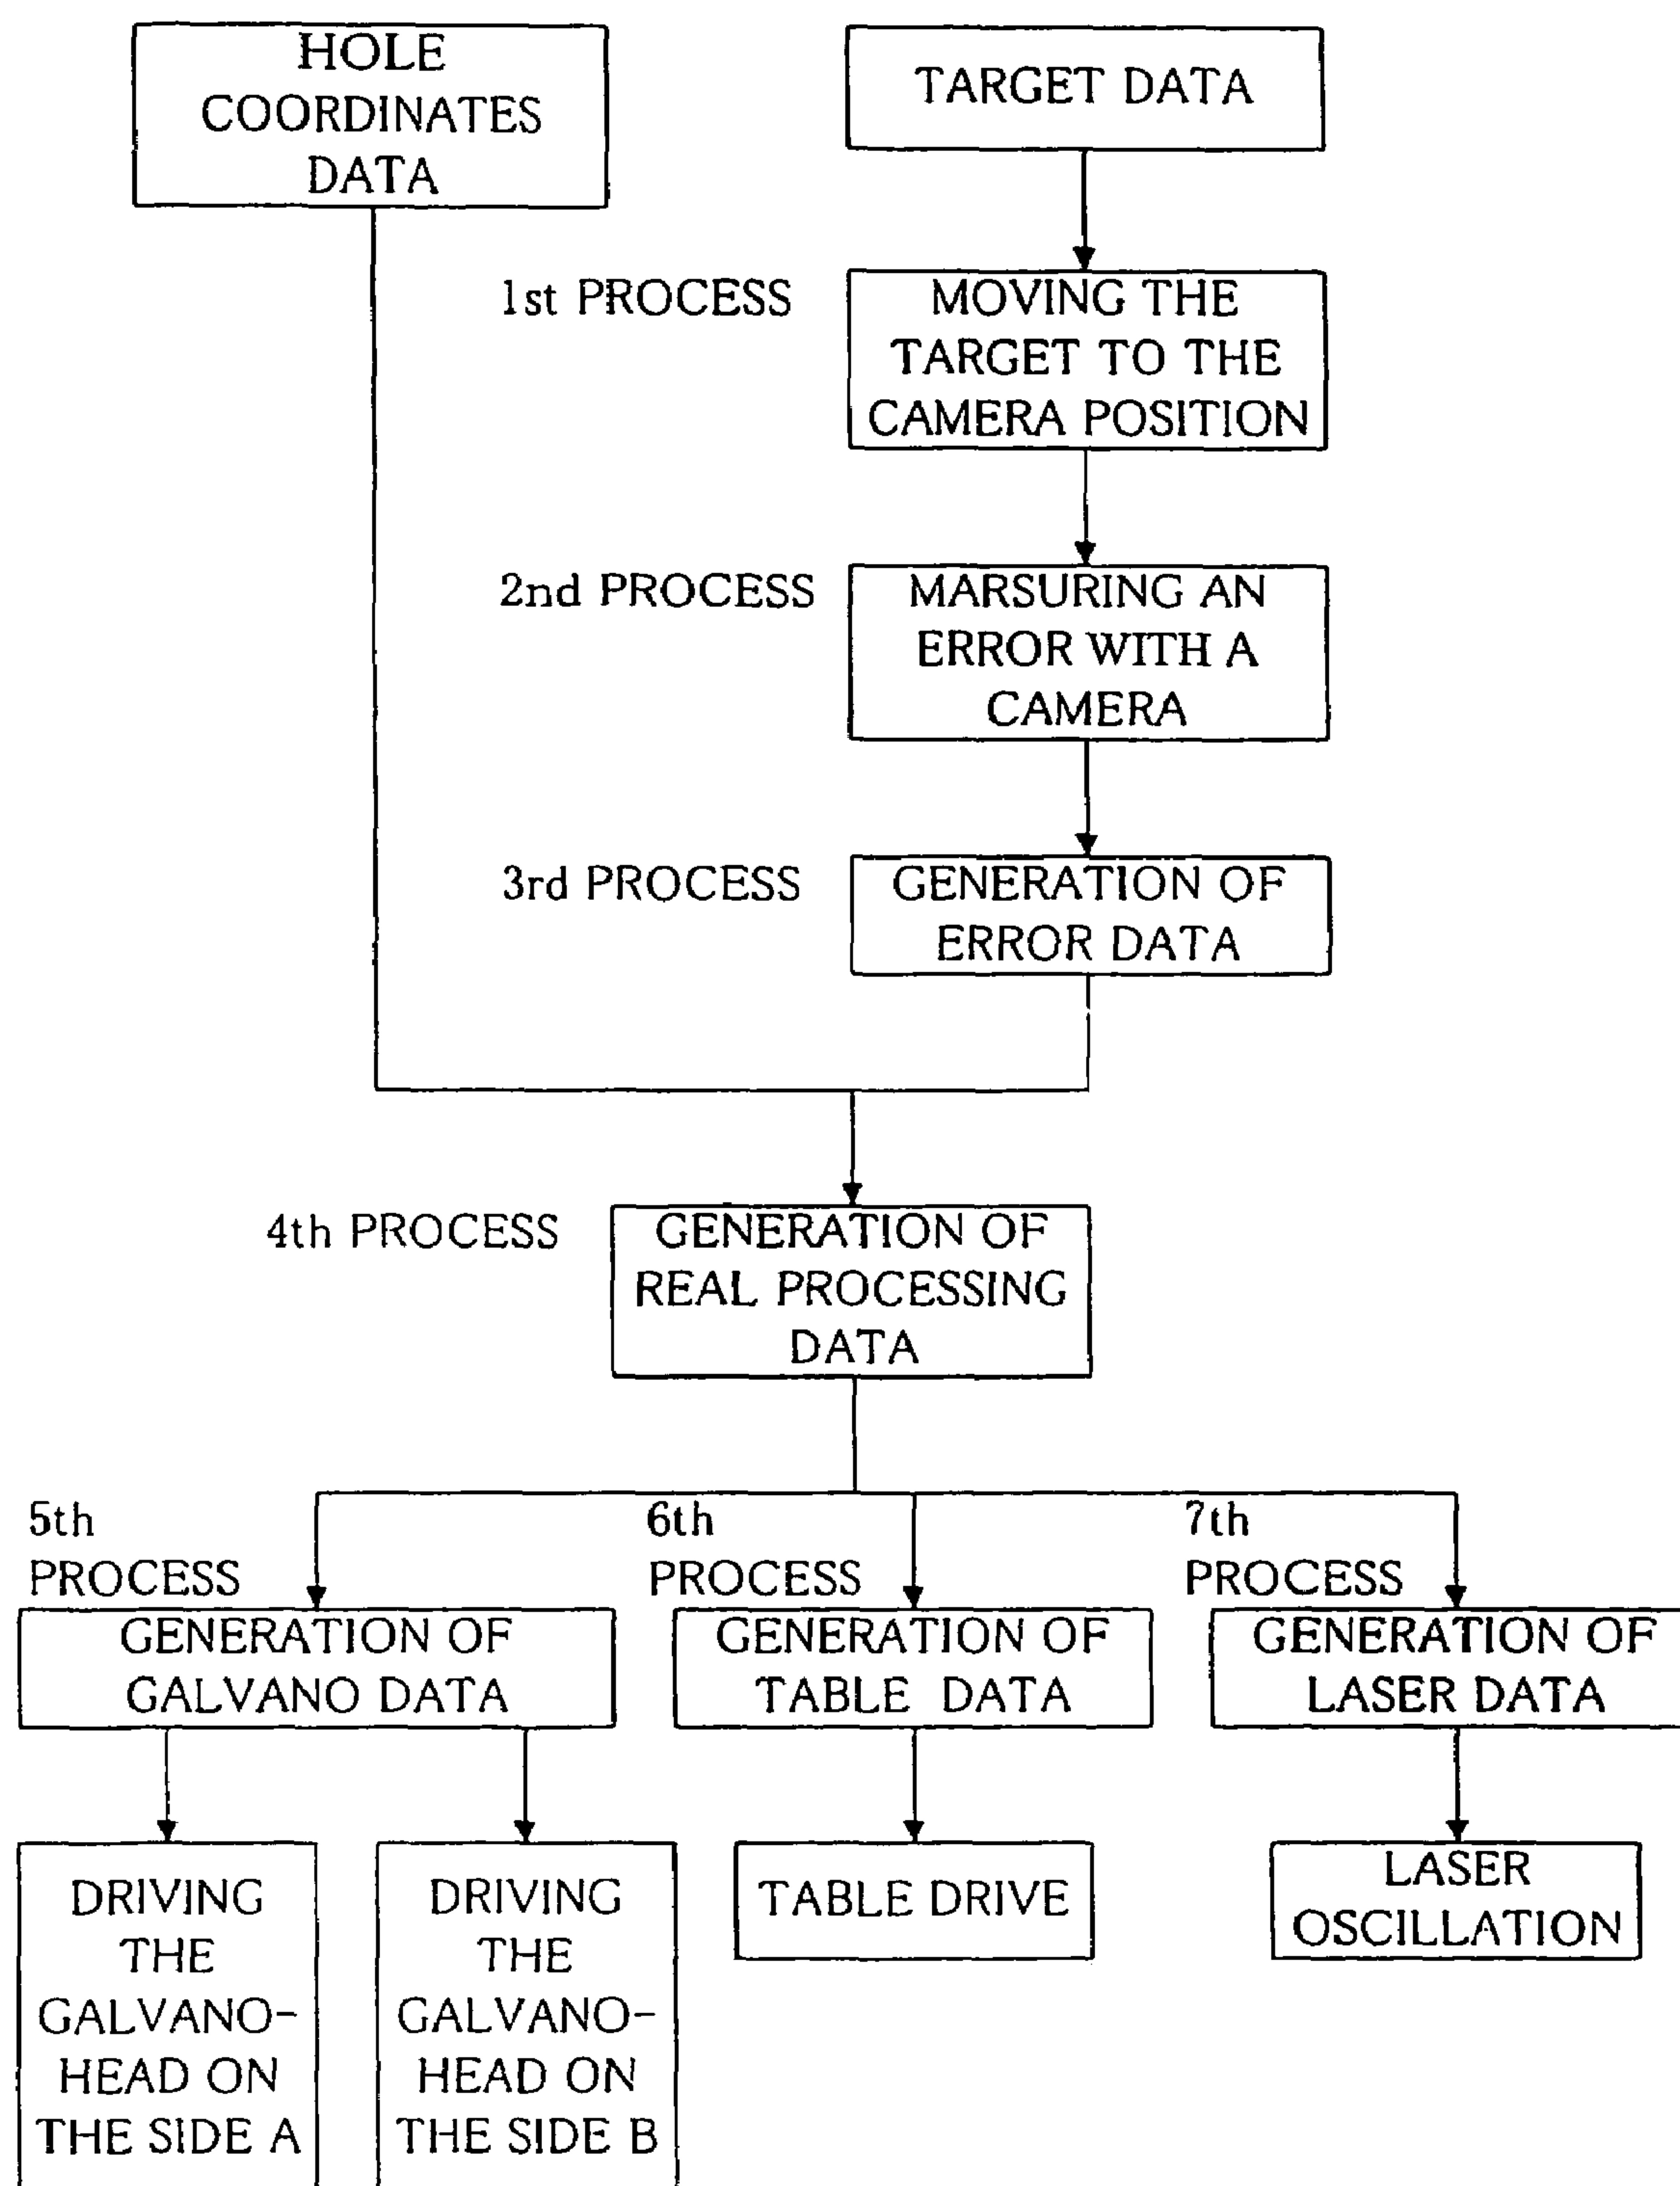 HOLE
COORDINATES
DATA
TARGET DATA
1st PROCESS
MOVING THE
TARGET TO THE
CAMERA POSITION
2nd PROCESS
MARSURING AN
ERROR WITH A
CAMERA
3rd PROCESS
GENERATION OF
ERROR DATA
4th PROCESS
GENERATION OF
REAL PROCESSING
DATA
5th
PROCESS
GENERATION OF
GALVANO DATA
6th
PROCESS
GENERATION OF
TABLE DATA
7th
PROCESS
GENERATION OF
LASER DATA
DRIVING
THE
GALVANO-
HEAD ON
THE SIDE A
DRIVING
THE
GALVANO-
HEAD ON
THE SIDE B
TABLE DRIVE
LASER
OSCILLATION